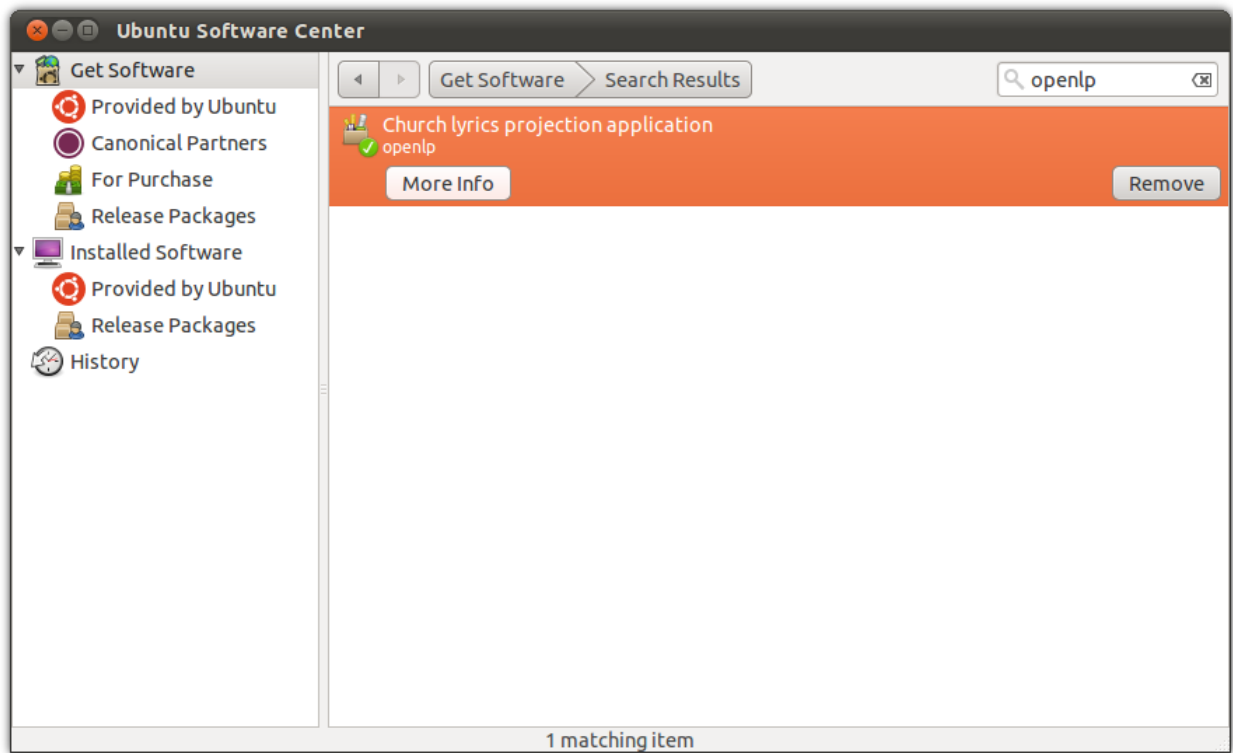 Ubuntu Software Center
Get Software
Provided by Ubuntu
Canonical Partners
For Purchase
Release Packages
Installed Software
Provided by Ubuntu
Release Packages
History
Get Software
Search Results
openlp
Church lyrics projection application
openlp
More Info
Remove
1 matching item